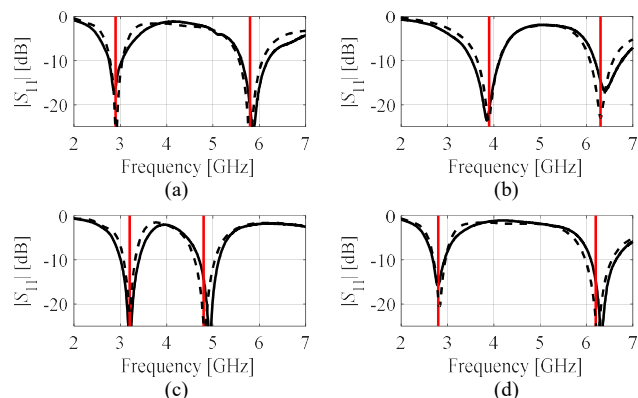 0
-10
-20
|S11| [dB]
2 3 4 5 6 7
Frequency [GHz]
(a)
0
-10
-20
|S11| [dB]
2 3 4 5 6 7
Frequency [GHz]
(b)
0
-10
-20
|S11| [dB]
2 3 4 5 6 7
Frequency [GHz]
(c)
0
-10
-20
|S11| [dB]
2 3 4 5 6 7
Frequency [GHz]
(d)